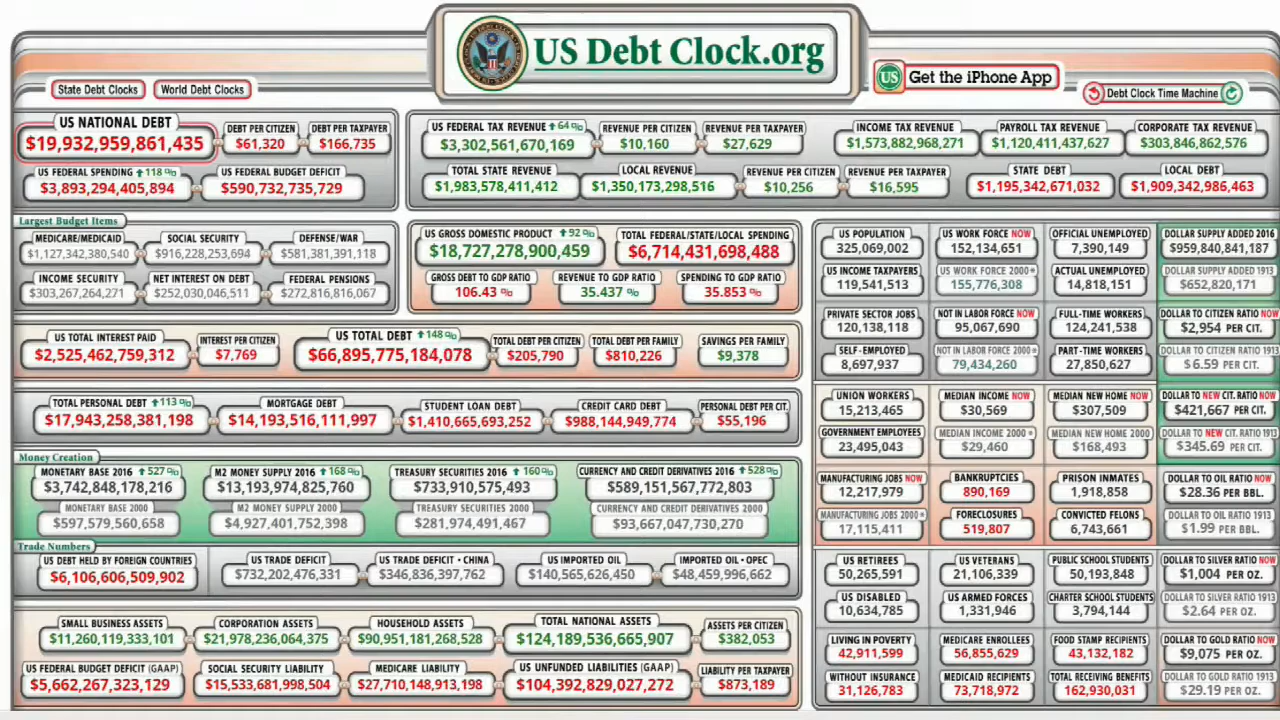 US Debt Clock.org
State Debt Clocks World Debt Clocks
US Get the iPhone App
Debt Clock Time Machine
US NATIONAL DEBT
$19,932,959,861,435
DEBT PER CITIZEN
$61,320
DEBT PER TAXPAYER
$166,735
US FEDERAL SPENDING ↑118%
$3,893,294,405,894
US FEDERAL BUDGET DEFICIT
$590,732,735,729
US FEDERAL TAX REVENUE ↑64%
$3,302,561,670,169
REVENUE PER CITIZEN
$10,160
REVENUE PER TAXPAYER
$27,629
INCOME TAX REVENUE
$1,573,882,968,271
PAYROLL TAX REVENUE
$1,120,411,437,627
CORPORATE TAX REVENUE
$303,846,862,576
TOTAL STATE REVENUE
$1,983,578,411,412
LOCAL REVENUE
$1,350,173,298,516
REVENUE PER CITIZEN
$10,256
REVENUE PER TAXPAYER
$16,595
STATE DEBT
$1,195,342,671,032
LOCAL DEBT
$1,909,342,986,463
Largest Budget Items
MEDICARE/MEDICAID
$1,127,342,380,540
SOCIAL SECURITY
$916,228,253,694
DEFENSE/WAR
$581,381,391,118
INCOME SECURITY
$303,267,264,271
NET INTEREST ON DEBT
$252,030,046,511
FEDERAL PENSIONS
$272,816,816,067
US GROSS DOMESTIC PRODUCT ↑92%
$18,727,278,900,459
TOTAL FEDERAL/STATE/LOCAL SPENDING
$6,714,431,698,488
GROSS DEBT TO GDP RATIO
106.43 %
REVENUE TO GDP RATIO
35.437 %
SPENDING TO GDP RATIO
35.853 %
US TOTAL INTEREST PAID
$2,525,462,759,312
INTEREST PER CITIZEN
$7,769
US TOTAL DEBT ↑148%
$66,895,775,184,078
TOTAL DEBT PER CITIZEN
$205,790
TOTAL DEBT PER FAMILY
$810,226
SAVINGS PER FAMILY
$9,378
TOTAL PERSONAL DEBT ↑113%
$17,943,258,381,198
MORTGAGE DEBT
$14,193,516,111,997
STUDENT LOAN DEBT
$1,410,665,693,252
CREDIT CARD DEBT
$988,144,949,774
PERSONAL DEBT PER CIT.
$55,196
Money Creation
MONETARY BASE 2016 ↑527%
$3,742,848,178,216
M2 MONEY SUPPLY 2016 ↑168%
$13,193,974,825,760
TREASURY SECURITIES 2016 ↑160%
$733,910,575,493
CURRENCY AND CREDIT DERIVATIVES 2016 ↑528%
$589,151,567,772,803
MONETARY BASE 2000
$597,579,560,858
M2 MONEY SUPPLY 2000
$4,927,401,752,398
TREASURY SECURITIES 2000
$281,974,491,467
CURRENCY AND CREDIT DERIVATIVES 2000
$93,667,047,730,270
Trade Numbers
US DEBT HELD BY FOREIGN COUNTRIES
$6,106,606,509,902
US TRADE DEFICIT
$732,202,476,331
US TRADE DEFICIT • CHINA
$346,836,397,762
US IMPORTED OIL
$140,565,626,450
IMPORTED OIL • OPEC
$48,459,996,662
SMALL BUSINESS ASSETS
$11,260,119,333,101
CORPORATION ASSETS
$21,978,236,064,375
HOUSEHOLD ASSETS
$90,951,181,268,528
TOTAL NATIONAL ASSETS
$124,189,536,665,907
ASSETS PER CITIZEN
$382,053
US FEDERAL BUDGET DEFICIT (GAAP)
$5,662,267,323,129
SOCIAL SECURITY LIABILITY
$15,533,681,998,504
MEDICARE LIABILITY
$27,710,148,913,198
US UNFUNDED LIABILITIES (GAAP)
$104,392,829,027,272
LIABILITY PER TAXPAYER
$873,189
US POPULATION
325,069,002
US WORK FORCE NOW
152,134,651
OFFICIAL UNEMPLOYED
7,390,149
DOLLAR SUPPLY ADDED 2016
$959,840,841,187
US INCOME TAXPAYERS
119,541,513
US WORK FORCE 2000
155,776,308
ACTUAL UNEMPLOYED
14,818,151
DOLLAR SUPPLY ADDED 1913
$652,820,171
PRIVATE SECTOR JOBS
120,138,118
NOT IN LABOR FORCE NOW
95,067,690
FULL-TIME WORKERS
124,241,538
DOLLAR TO CITIZEN RATIO NOW
$2,954 PER CIT.
SELF-EMPLOYED
8,697,937
NOT IN LABOR FORCE 2000
79,434,260
PART-TIME WORKERS
27,850,627
DOLLAR TO CITIZEN RATIO 1913
$6.59 PER CIT.
UNION WORKERS
15,213,465
MEDIAN INCOME NOW
$30,569
MEDIAN NEW HOME NOW
$307,509
DOLLAR TO NEW CIT. RATIO NOW
$421,667 PER CIT.
GOVERNMENT EMPLOYEES
23,495,043
MEDIAN INCOME 2000
$29,460
MEDIAN NEW HOME 2000
$168,493
DOLLAR TO NEW CIT. RATIO 1913
$345.69 PER CIT.
MANUFACTURING JOBS NOW
12,217,979
BANKRUPTCIES
890,169
PRISON INMATES
1,918,858
DOLLAR TO OIL RATIO NOW
$28.36 PER BBL.
MANUFACTURING JOBS 2000
17,115,411
FORECLOSURES
519,807
CONVICTED FELONS
6,743,661
DOLLAR TO OIL RATIO 1913
$1.99 PER BBL.
US RETIREES
50,265,591
US VETERANS
21,106,339
PUBLIC SCHOOL STUDENTS
50,193,848
DOLLAR TO SILVER RATIO NOW
$1,004 PER OZ.
US DISABLED
10,634,785
US ARMED FORCES
1,331,946
CHARTER SCHOOL STUDENTS
3,794,144
DOLLAR TO SILVER RATIO 1913
$2.64 PER OZ.
LIVING IN POVERTY
42,911,599
MEDICARE ENROLLEES
56,855,629
FOOD STAMP RECIPIENTS
43,132,182
DOLLAR TO GOLD RATIO NOW
$9,075 PER OZ.
WITHOUT INSURANCE
31,126,783
MEDICAID RECIPIENTS
73,718,972
TOTAL RECEIVING BENEFITS
162,930,031
DOLLAR TO GOLD RATIO 1913
$29.19 PER OZ.